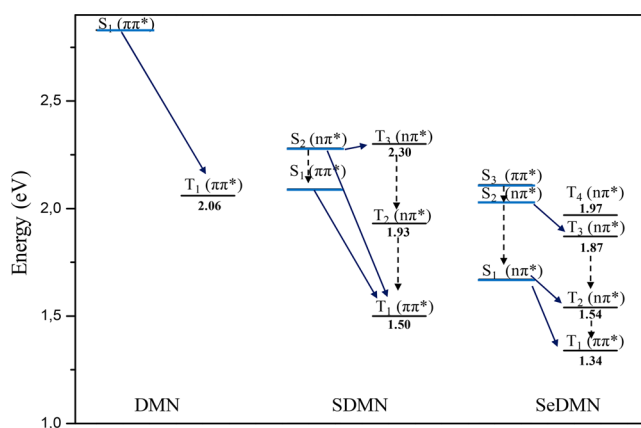 Energy (eV)
2,5
2.0
1.5
1.0
S1 (ππ*)
T1 (ππ*)
2.06
DMN
S2 (nπ*)
S1 (ππ*)
T3 (nπ*)
2.30
T2 (nπ*)
1.93
T1 (ππ*)
1.50
SDMN
S3 (ππ*)
S2 (nπ*)
T4 (nπ*)
1.97
T3 (nπ*)
1.87
S1 (nπ*)
T2 (nπ*)
1.54
T1 (ππ*)
1.34
SeDMN